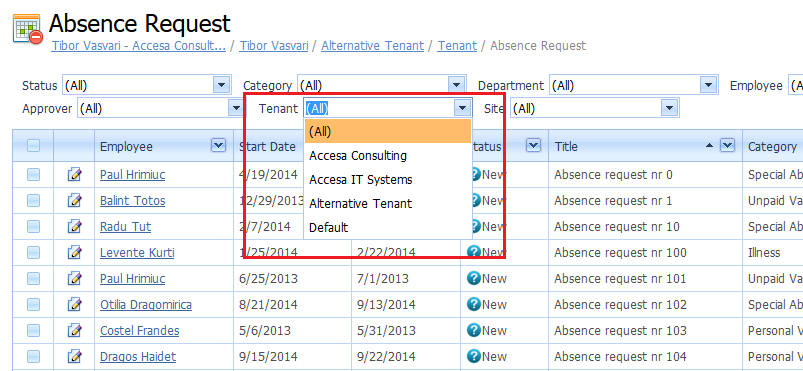 Absence Request
Tibor Vasvari - Accesa Consult... / Tibor Vasvari / Alternative Tenant / Tenant / Absence Request
Status (All) Category (All) Department (All) Employee (All)
Approver (All) Tenant (All) Site (All)
(All)
Accesa Consulting
Accesa IT Systems
Alternative Tenant
Default
Employee Start Date Title Category
Paul Hrimiuc 4/19/2014 New Absence request nr 0 Special Ab
Balint Totos 12/29/2013 New Absence request nr 1 Unpaid Va
Radu Tut 2/7/2014 New Absence request nr 10 Special Ab
Levente Kurti 1/25/2014 2/22/2014 New Absence request nr 100 Illness
Paul Hrimiuc 6/25/2013 7/1/2013 New Absence request nr 101 Unpaid Va
Otilia Dragomirica 8/21/2014 9/13/2014 New Absence request nr 102 Special Ab
Costel Frandes 5/6/2013 5/31/2013 New Absence request nr 103 Personal V
Dragos Haidet 9/15/2014 9/22/2014 New Absence request nr 104 Personal V